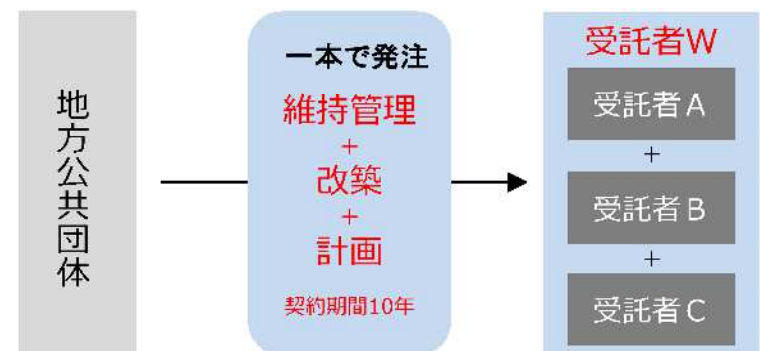 地方公共団体
一本で発注
維持管理
+
改築
+
計画
契約期間10年
受託者W
受託者A
+
受託者B
+
受託者C